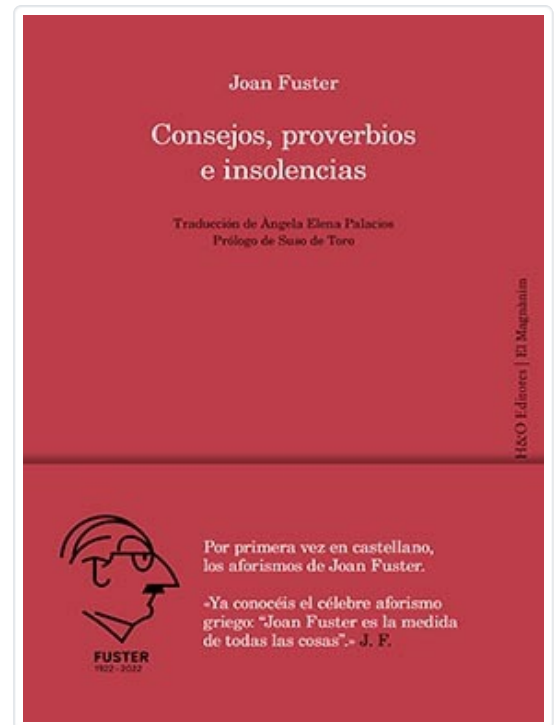 Joan Fuster
Consejos, proverbios
e insolencias
Traducción de Àngela Elena Palacios
Prólogo de Suso de Toro
H&O Editores | El Magnànim
Por primera vez en castellano,
los aforismos de Joan Fuster.
«Ya conocéis el célebre aforismo
griego: “Joan Fuster es la medida
de todas las cosas”.» J. F.
FUSTER
1922 - 2022